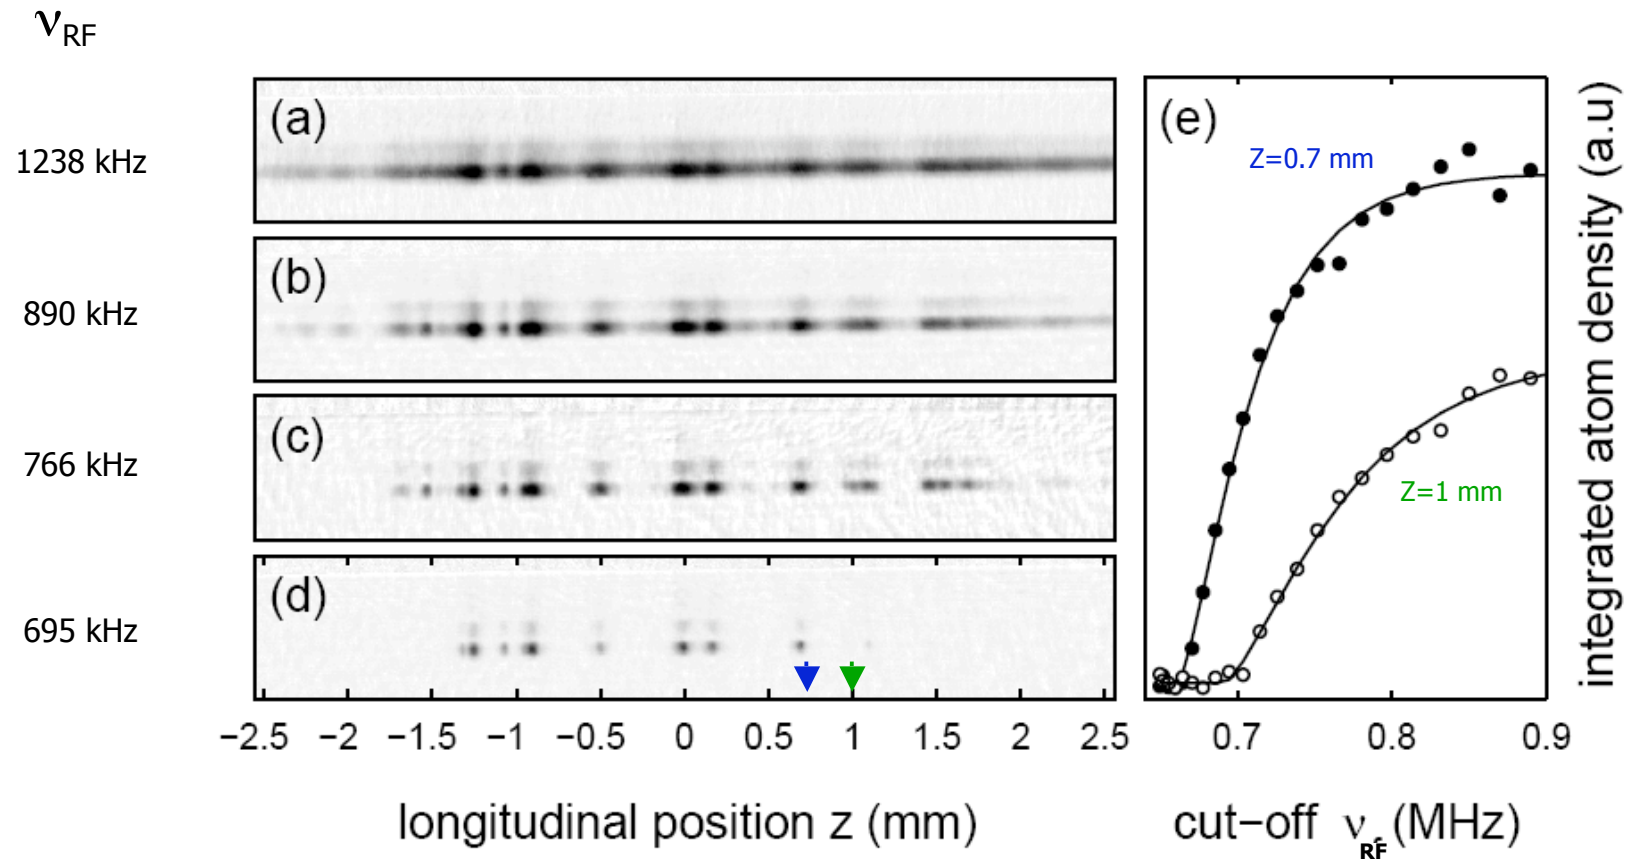 νRF
1238 kHz
890 kHz
766 kHz
695 kHz
(a)
(b)
(c)
(d)
−2.5 −2 −1.5 −1 −0.5 0 0.5 1 1.5 2 2.5
longitudinal position z (mm)
(e)
Z=0.7 mm
Z=1 mm
0.7 0.8 0.9
cut−off νRF (MHz)
integrated atom density (a.u)